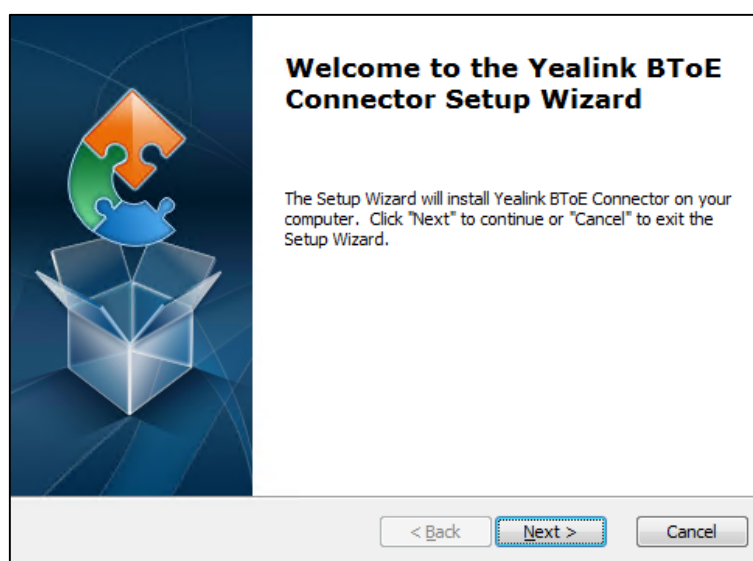 Welcome to the Yealink BToE
Connector Setup Wizard
The Setup Wizard will install Yealink BToE Connector on your
computer. Click "Next" to continue or "Cancel" to exit the
Setup Wizard.
< Back Next > Cancel